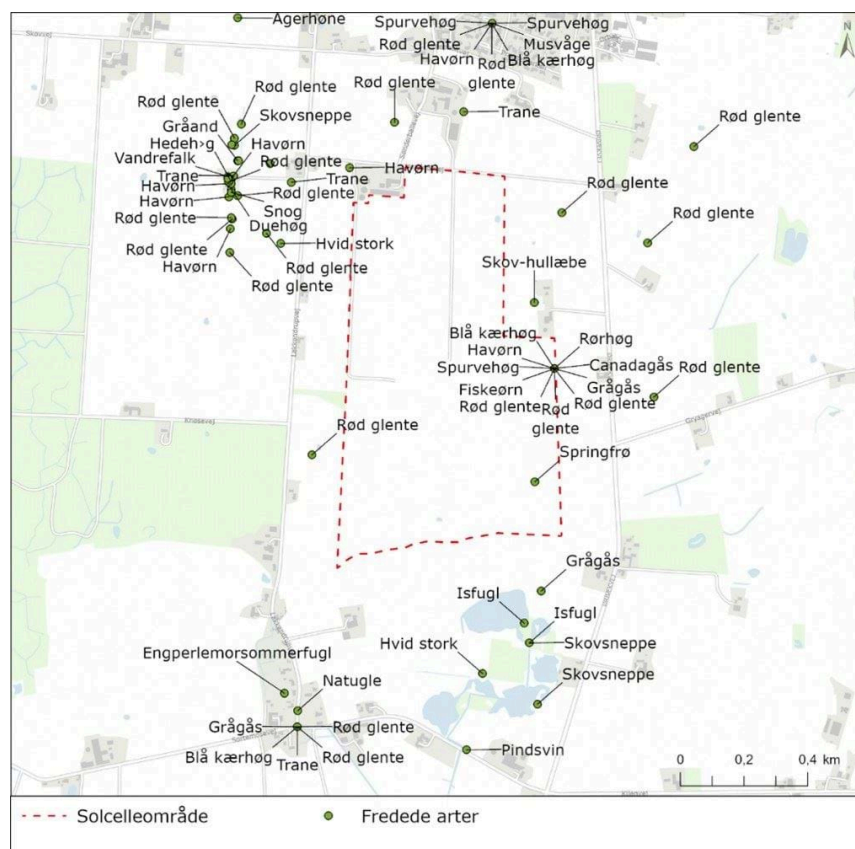 Agerhøne
Spurvehøg
Spurvehøg
Rød glente
Musvåge
Havørn
Rød glente
Blå kærhøg
Skovvej
N
Rød glente
Rød glente
Rød glente
Skovsneppe
Trane
Gråand
Rød glente
Hedeh›g
Havørn
Vandrefalk
Rød glente
Havørn
Trane
Trane
Havørn
Rød glente
Rød glente
Havørn
Snog
Rød glente
Duehøg
Rød glente
Hvid stork
Rød glente
Rød glente
Havørn
Skov-hullæbe
Rød glente
Blå kærhøg
Rørhøg
Havørn
Canadagås
Spurvehøg
Grågås
Rød glente
Fiskeørn
Rød glente
Rød glente
Rød
glente
Knasevej
Rød glente
Springfrø
Grågås
Isfugl
Isfugl
Hvid stork
Skovsneppe
Engperlemorsommerfugl
Skovsneppe
Natugle
Grågås
Rød glente
Blå kærhøg
Rød glente
Trane
Pindsvin
0 0,2 0,4 km
Solcelleområde
Fredede arter